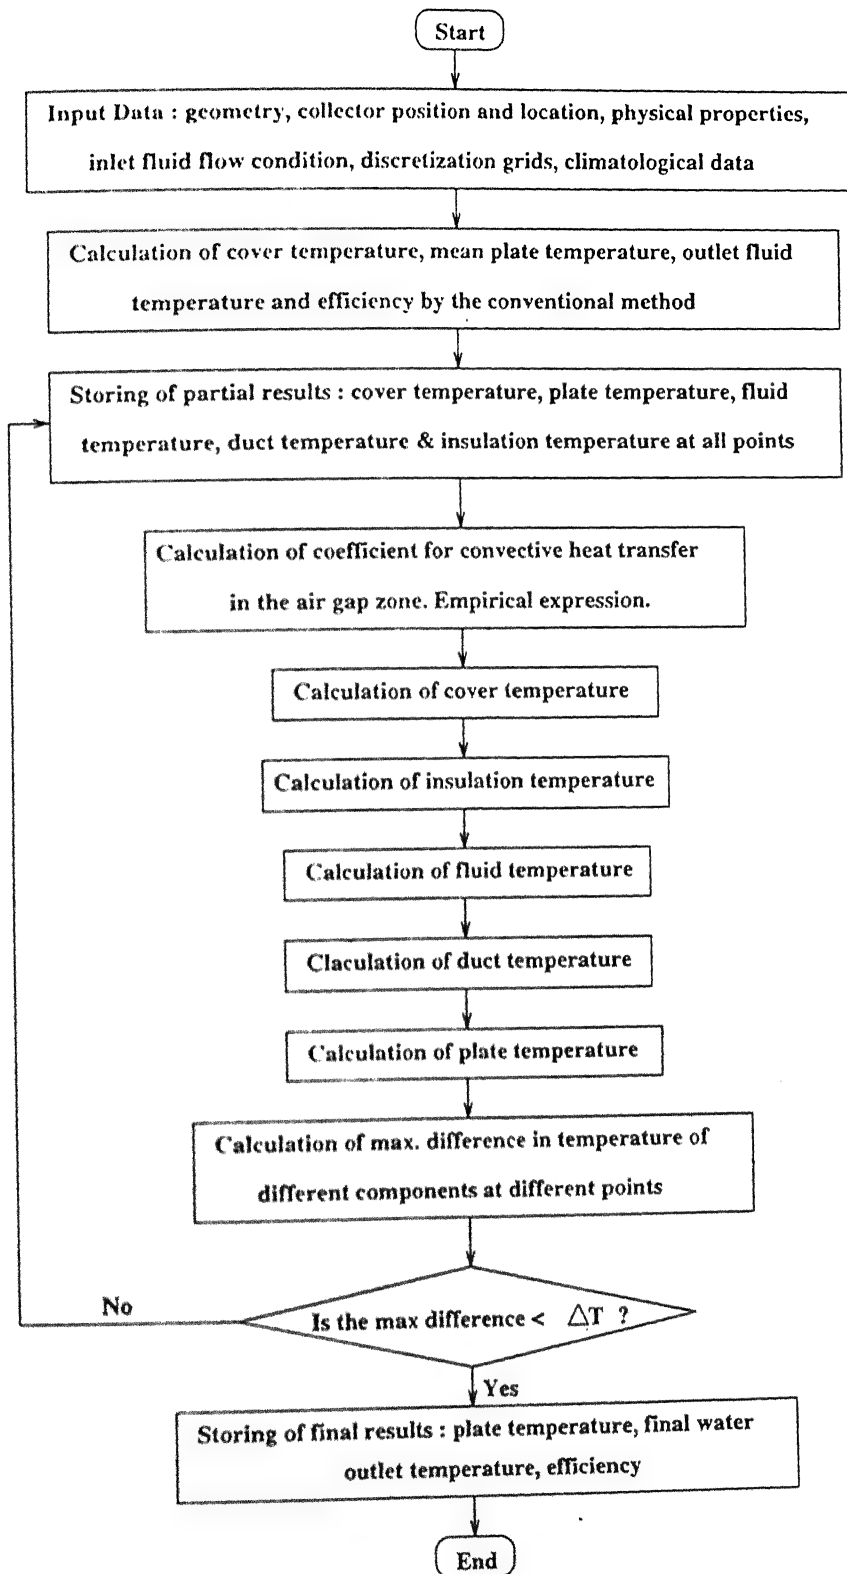 Start
Input Data : geometry, collector position and location, physical properties,
inlet fluid flow condition, discretization grids, climatological data
Calculation of cover temperature, mean plate temperature, outlet fluid
temperature and efficiency by the conventional method
Storing of partial results : cover temperature, plate temperature, fluid
temperature, duct temperature & insulation temperature at all points
Calculation of coefficient for convective heat transfer
in the air gap zone. Empirical expression.
Calculation of cover temperature
Calculation of insulation temperature
Calculation of fluid temperature
Claculation of duct temperature
Calculation of plate temperature
Calculation of max. difference in temperature of
different components at different points
No
Is the max difference < △T ?
Yes
Storing of final results : plate temperature, final water
outlet temperature, efficiency
End